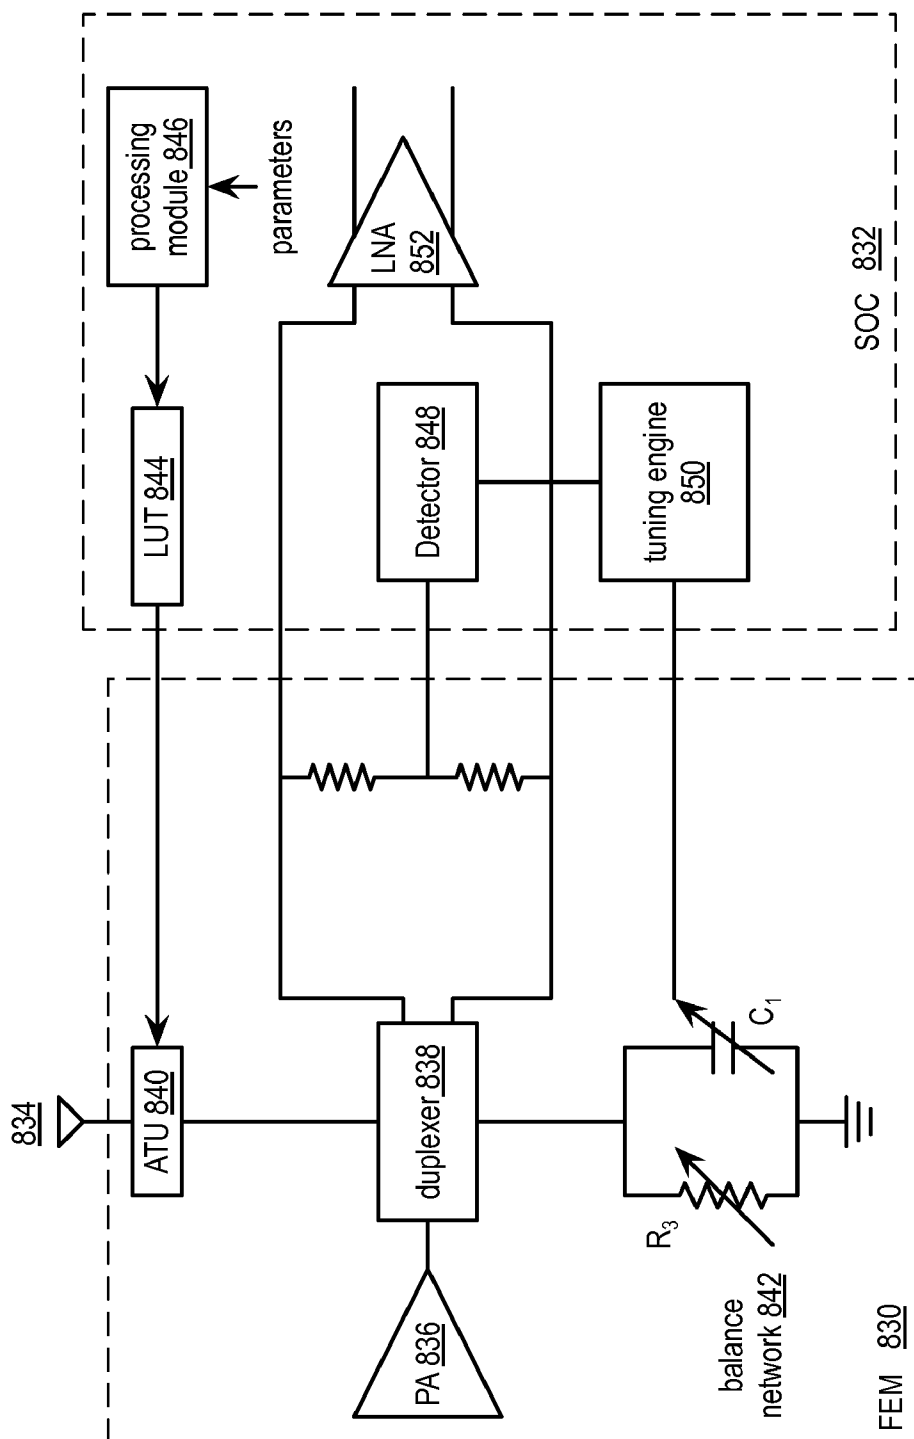 834
ATU 840
LUT 844
processing
module 846
parameters
PA 836
duplexer 838
Detector 848
LNA
852
R3
C1
tuning engine
850
balance
network 842
FEM 830
SOC 832